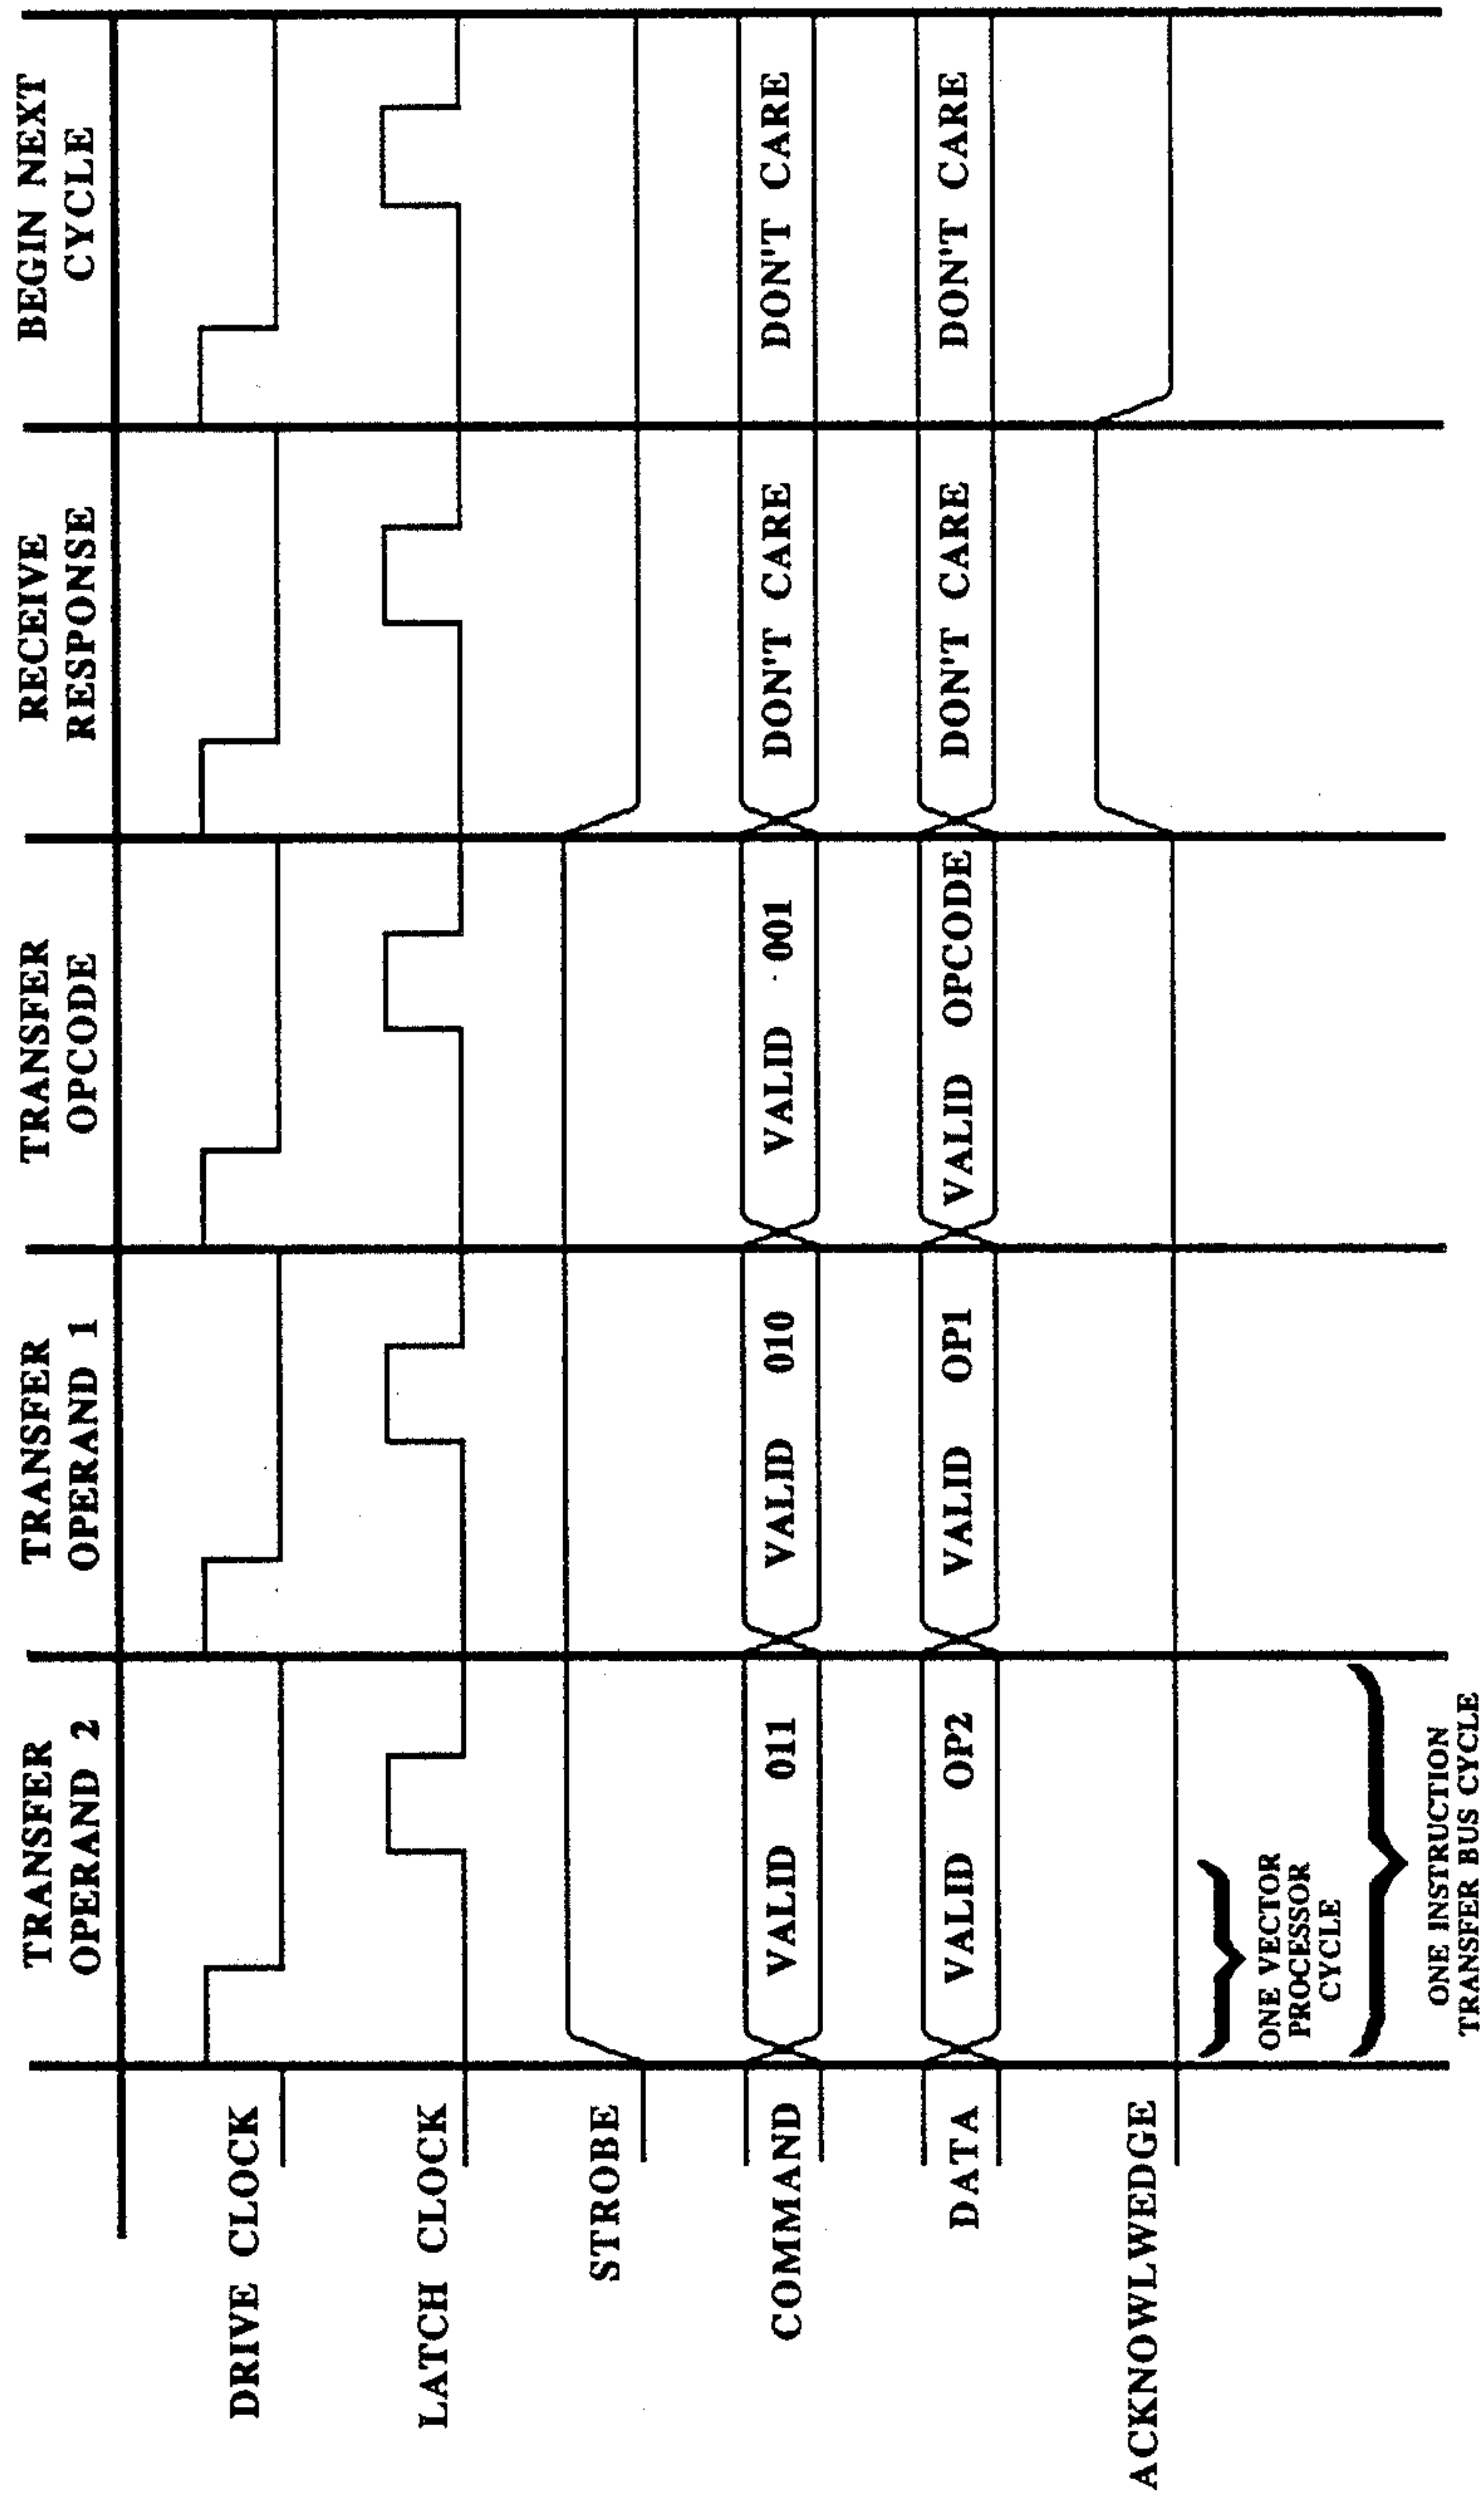 TRANSFER
OPERAND 2
TRANSFER
OPERAND 1
TRANSFER
OPCODE
RECEIVE
RESPONSE
BEGIN NEXT
CYCLE
DRIVE CLOCK
LATCH CLOCK
STROBE
COMMAND
VALID 011
VALID 010
VALID 001
DON'T CARE
DON'T CARE
DATA
VALID OP2
VALID OP1
VALID OPCODE
DON'T CARE
DON'T CARE
ACKNOWLWEDGE
ONE VECTOR
PROCESSOR
CYCLE
ONE INSTRUCTION
TRANSFER BUS CYCLE